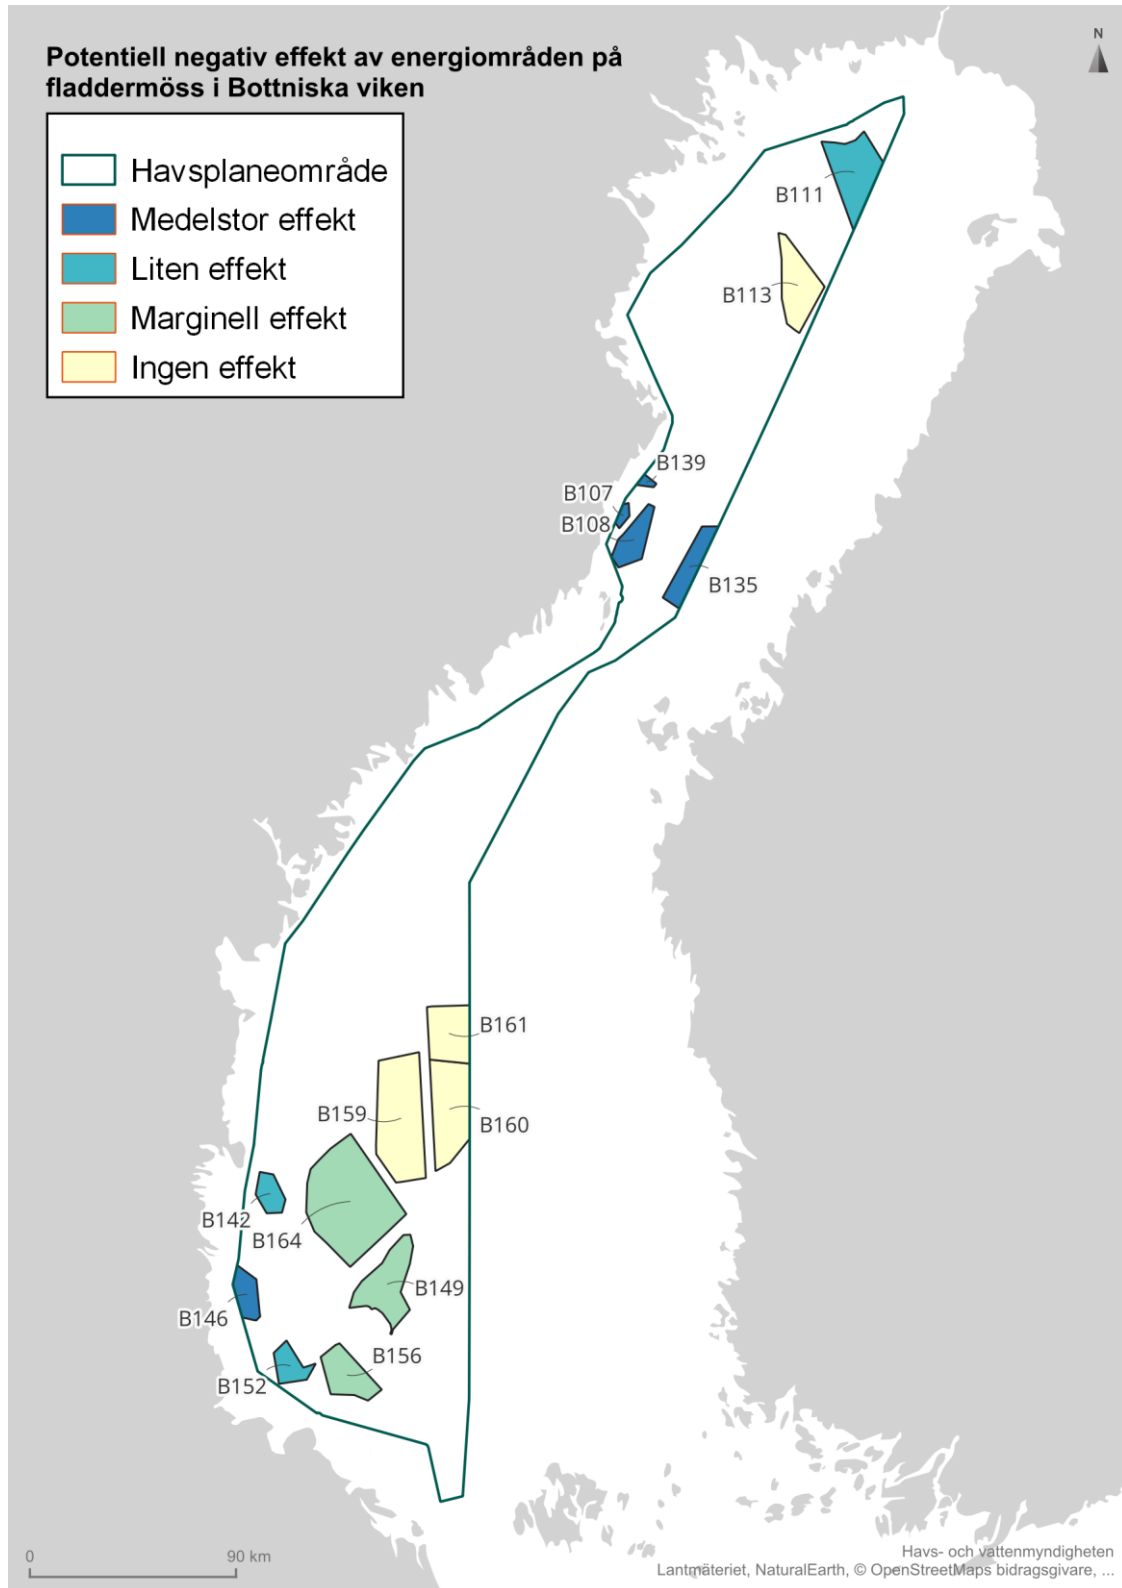 Potentiell negativ effekt av energiområden på
fladdermöss i Bottniska viken
N
Havsplaneområde
Medelstor effekt
Liten effekt
Marginell effekt
Ingen effekt
B111
B113
B139
B107
B108
B135
B161
B159
B160
B142
B164
B149
B146
B156
B152
0 90 km
Havs- och vattenmyndigheten
Lantmäteriet, NaturalEarth, © OpenStreetMaps bidragsgivare, ...